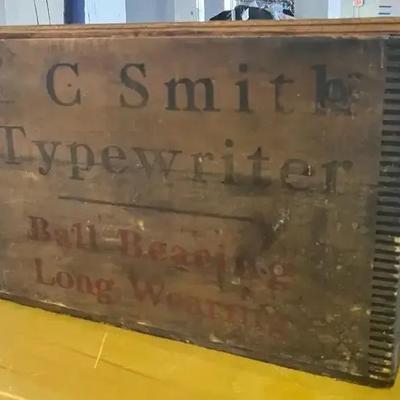 C Smith
Typewriter
Ball Bearing
Long Wearing